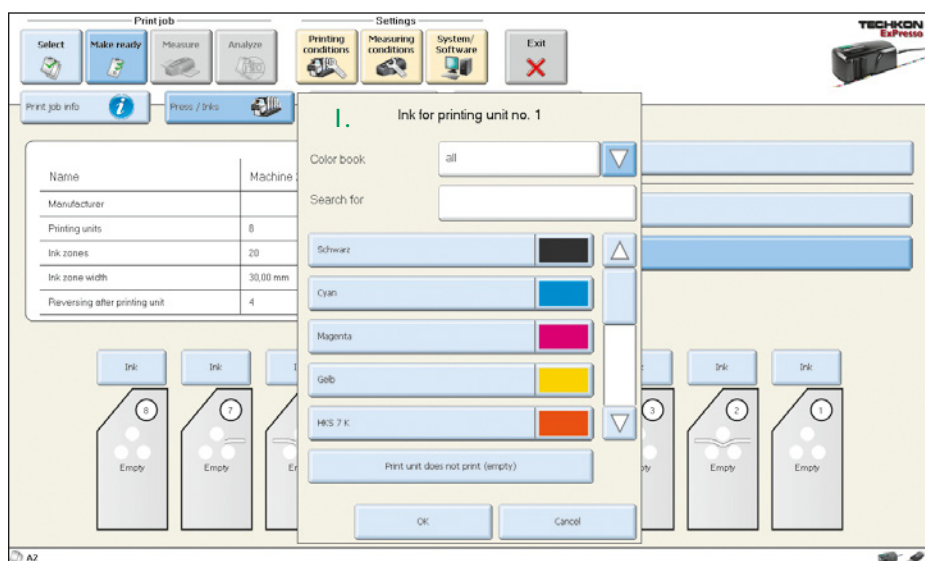 Print job
Settings
Select
Make ready
Measure
Analyze
Printing
conditions
Measuring
conditions
System/
Software
Exit
TECHKON
ExPresso
Print job info
Press / Inks
1. Ink for printing unit no. 1
Color book
all
Search for
Name
Machine
Manufacturer
Printing units
8
Ink zones
20
Ink zone width
30,00 mm
Reversing after printing unit
4
Schwarz
Cyan
Magenta
Gelb
HKS 7 K
Print unit does not print (empty)
OK
Cancel
Ink
Ink
Ink
Ink
8
7
3
2
1
Empty
Empty
Empty
Empty
A2